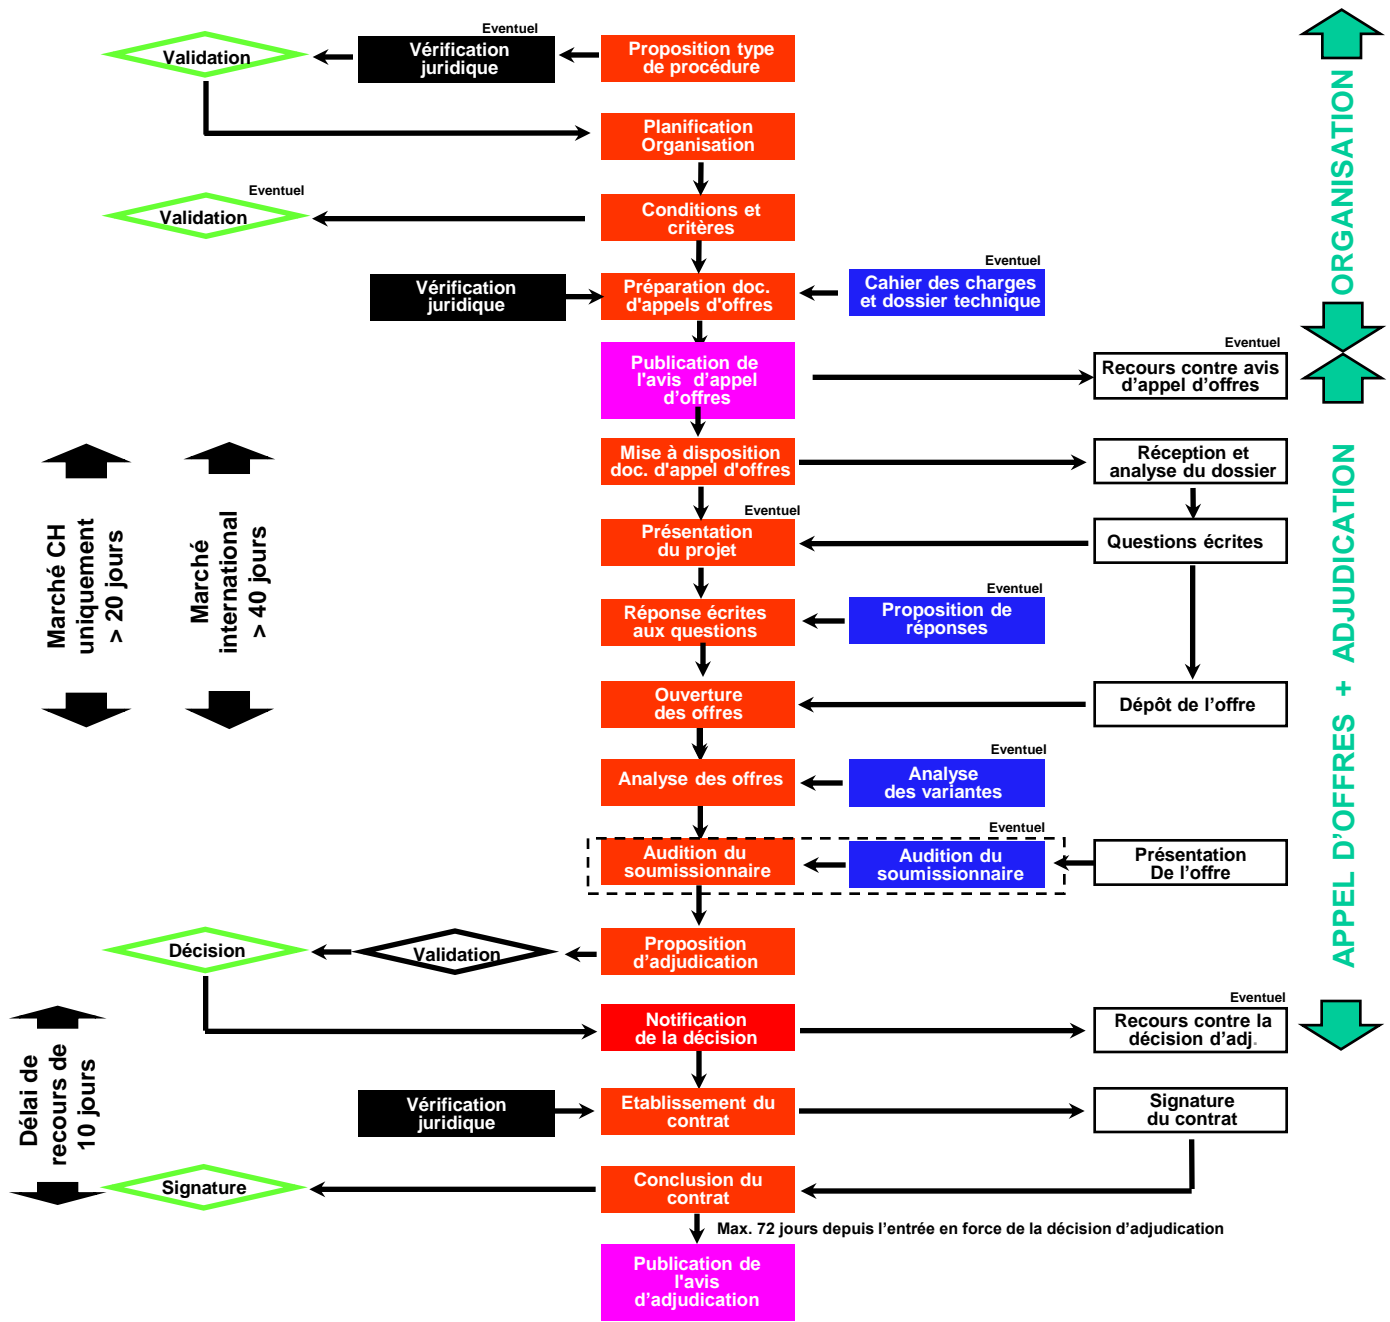 Eventuel
Validation
Vérification
juridique
Proposition type
de procédure
Planification
Organisation
Eventuel
Validation
Conditions et
critères
Vérification
juridique
Préparation doc.
d'appels d'offres
Eventuel
Cahier des charges
et dossier technique
ORGANISATION
Publication de
l'avis d’appel
d’offres
Eventuel
Recours contre avis
d’appel d’offres
Mise à disposition
doc. d'appel d'offres
Réception et
analyse du dossier
Eventuel
Présentation
du projet
Questions écrites
Marché CH
uniquement
> 20 jours
Marché
international
> 40 jours
Réponse écrites
aux questions
Eventuel
Proposition de
réponses
Ouverture
des offres
Dépôt de l’offre
Analyse des offres
Eventuel
Analyse
des variantes
APPEL D’OFFRES + ADJUDICATION
Audition du
soumissionnaire
Eventuel
Audition du
soumissionnaire
Présentation
De l’offre
Décision
Validation
Proposition
d’adjudication
Notification
de la décision
Eventuel
Recours contre la
décision d’adj.
Délai de
recours de
10 jours
Vérification
juridique
Etablissement du
contrat
Signature
du contrat
Signature
Conclusion du
contrat
Max. 72 jours depuis l’entrée en force de la décision d’adjudication
Publication de
l'avis
d’adjudication